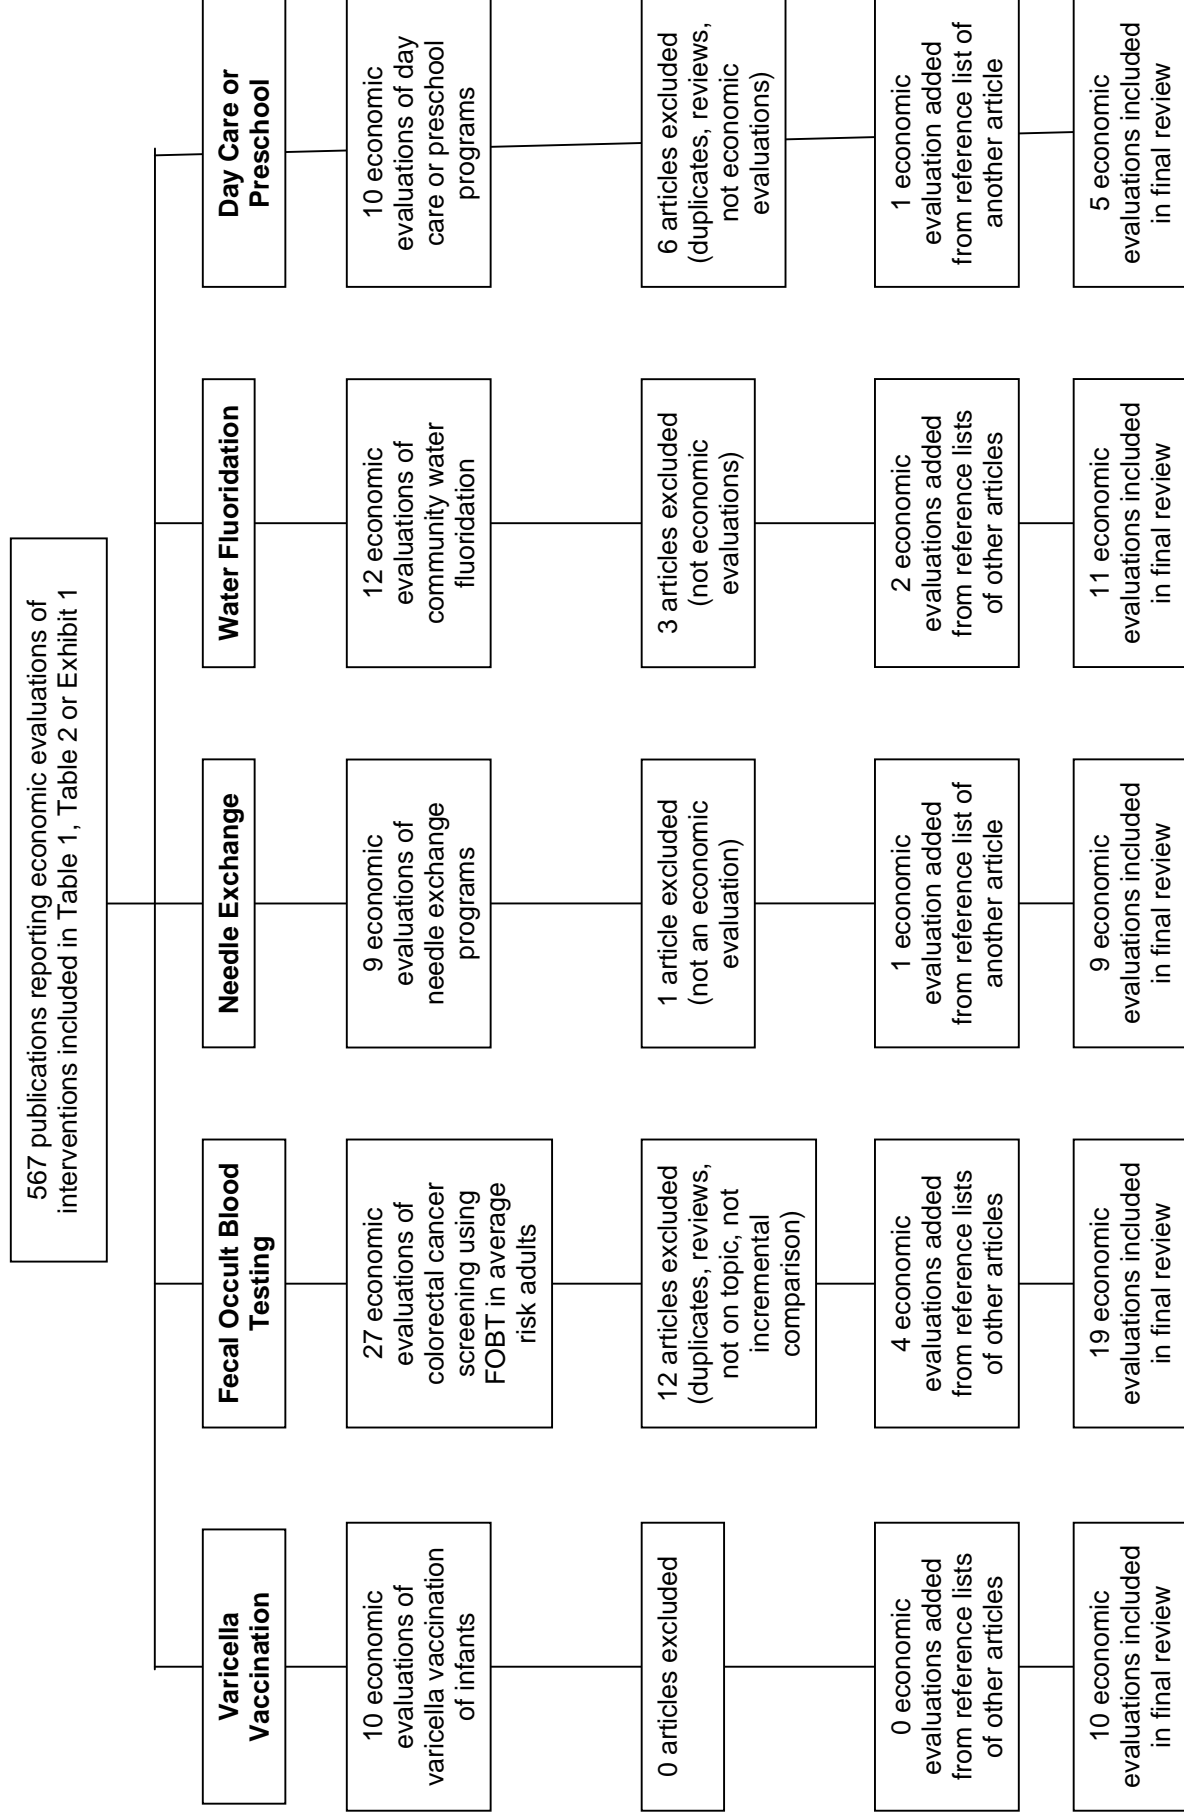 567 publications reporting economic evaluations of
interventions included in Table 1, Table 2 or Exhibit 1
Varicella
Vaccination
10 economic
evaluations of
varicella vaccination
of infants
0 articles excluded
0 economic
evaluations added
from reference lists
of other articles
10 economic
evaluations included
in final review
Fecal Occult Blood
Testing
27 economic
evaluations of
colorectal cancer
screening using
FOBT in average
risk adults
12 articles excluded
(duplicates, reviews,
not on topic, not
incremental
comparison)
4 economic
evaluations added
from reference lists
of other articles
19 economic
evaluations included
in final review
Needle Exchange
9 economic
evaluations of
needle exchange
programs
1 article excluded
(not an economic
evaluation)
1 economic
evaluation added
from reference list of
another article
9 economic
evaluations included
in final review
Water Fluoridation
12 economic
evaluations of
community water
fluoridation
3 articles excluded
(not economic
evaluations)
2 economic
evaluations added
from reference lists
of other articles
11 economic
evaluations included
in final review
Day Care or
Preschool
10 economic
evaluations of day
care or preschool
programs
6 articles excluded
(duplicates, reviews,
not economic
evaluations)
1 economic
evaluation added
from reference list of
another article
5 economic
evaluations included
in final review